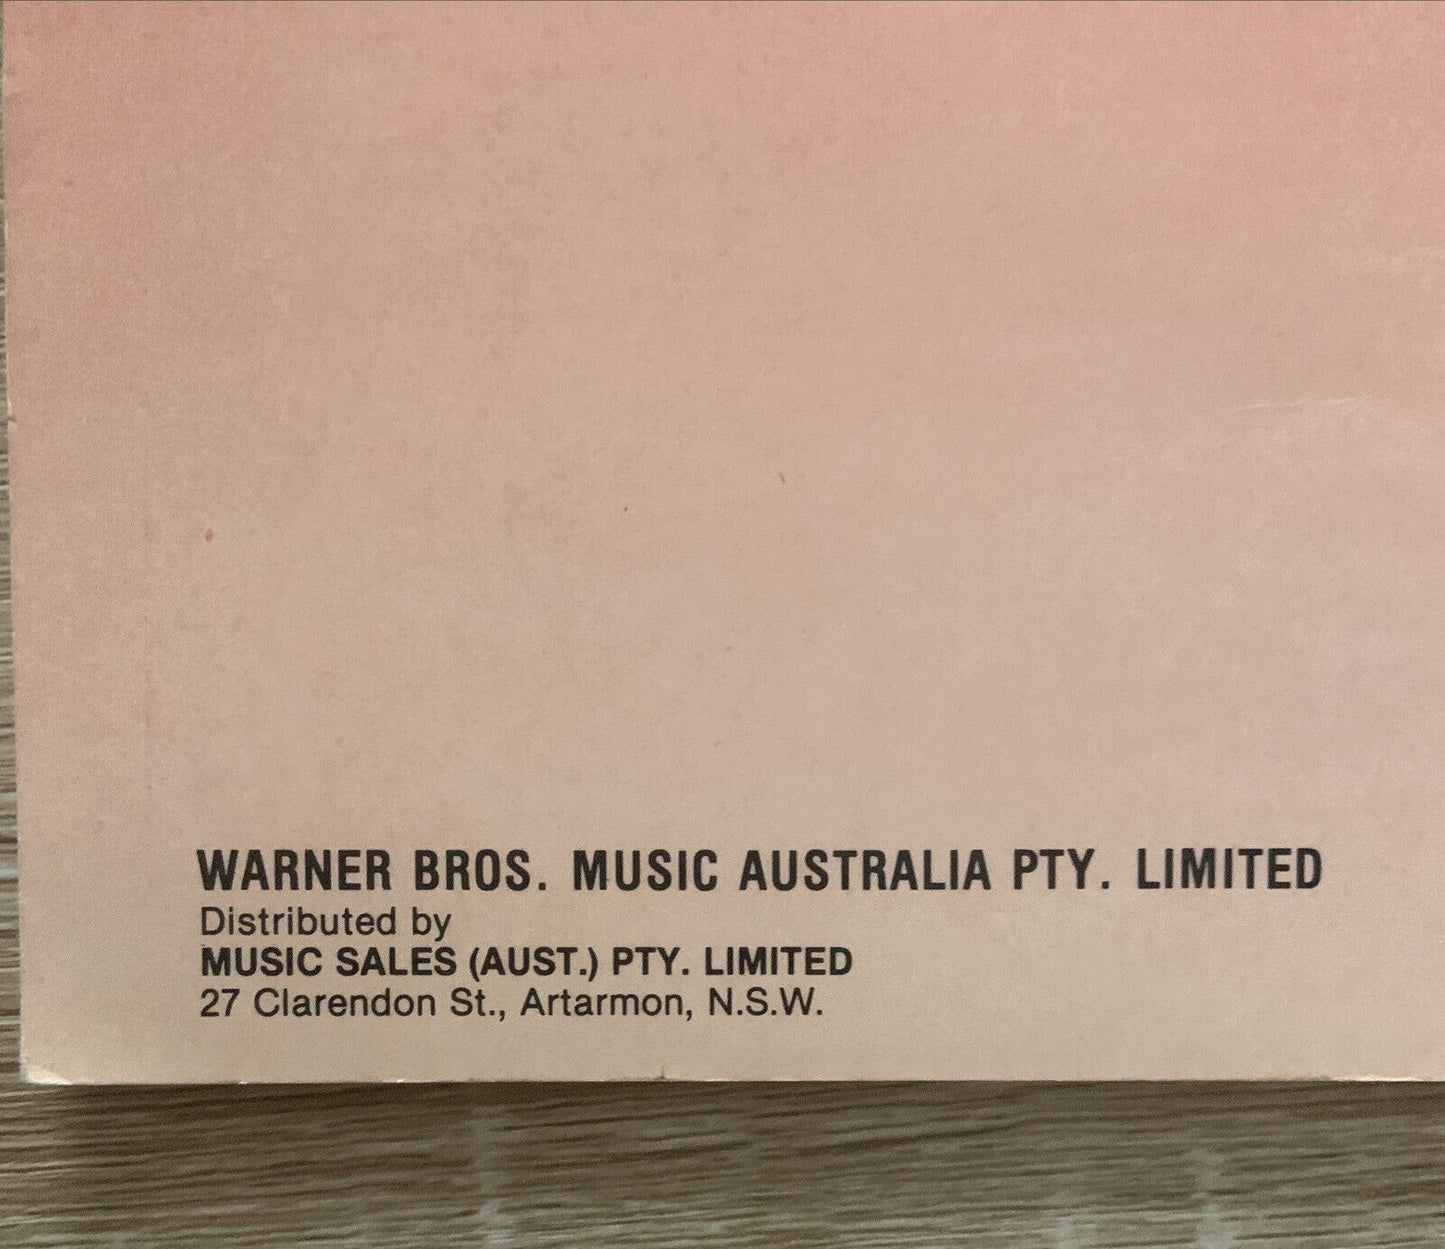 WARNER BROS. MUSIC AUSTRALIA PTY. LIMITED
Distributed by
MUSIC SALES (AUST.) PTY. LIMITED
27 Clarendon St., Artarmon, N.S.W.